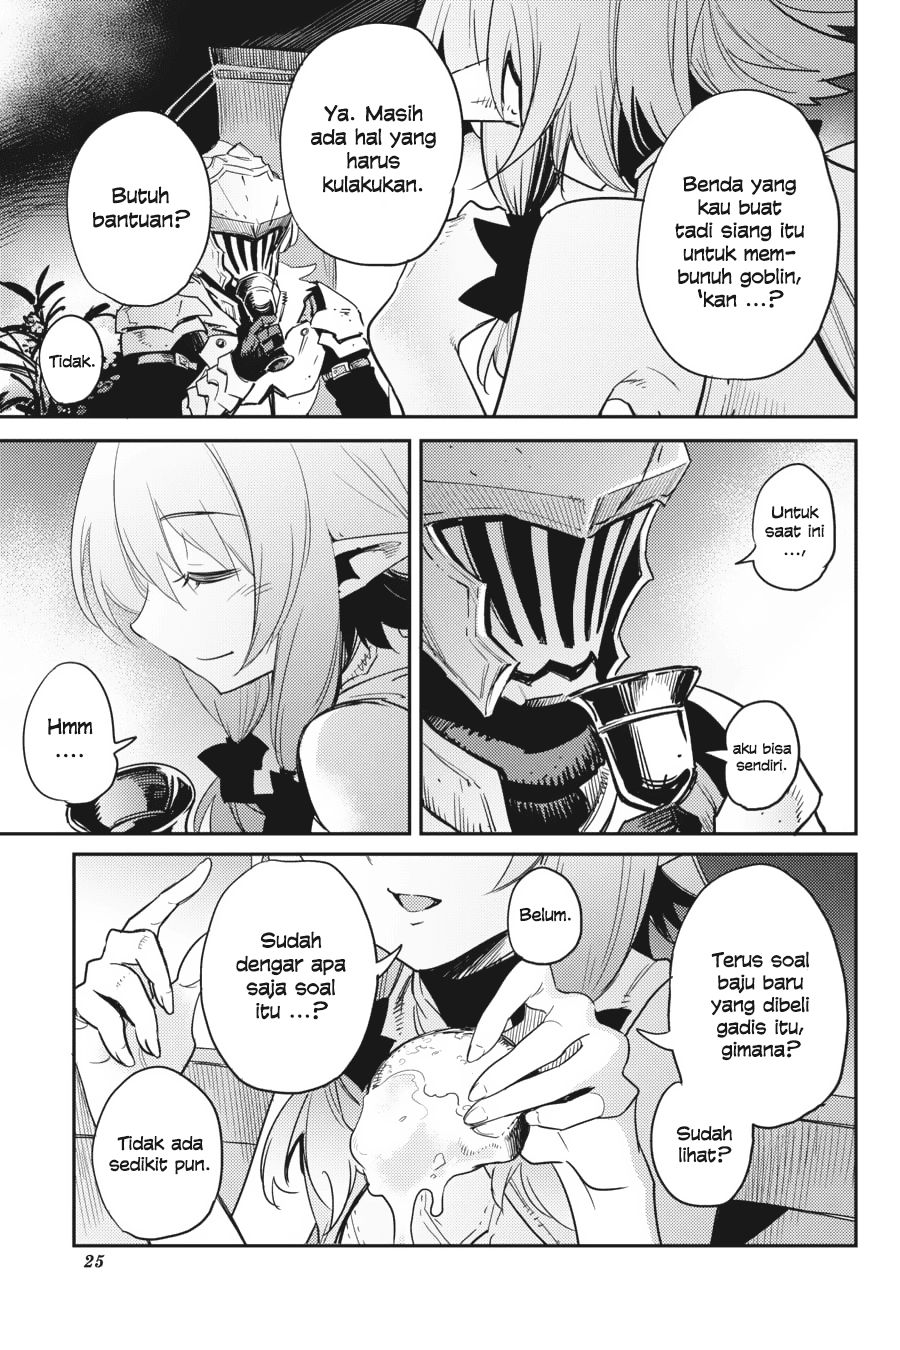 Benda yang
kau buat
tadi siang itu
untuk mem-
bunuh goblin,
'kan ...?
Ya. Masih
ada hal yang
harus
kulakukan.
Butuh
bantuan?
Tidak.
Untuk
saat ini
...,
aku bisa
sendiri.
Hmm
....
Terus soal
baju baru
yang dibeli
gadis itu,
gimana?
Sudah
lihat?
Belum.
Sudah
dengar apa
saja soal
itu ...?
Tidak ada
sedikit pun.
25